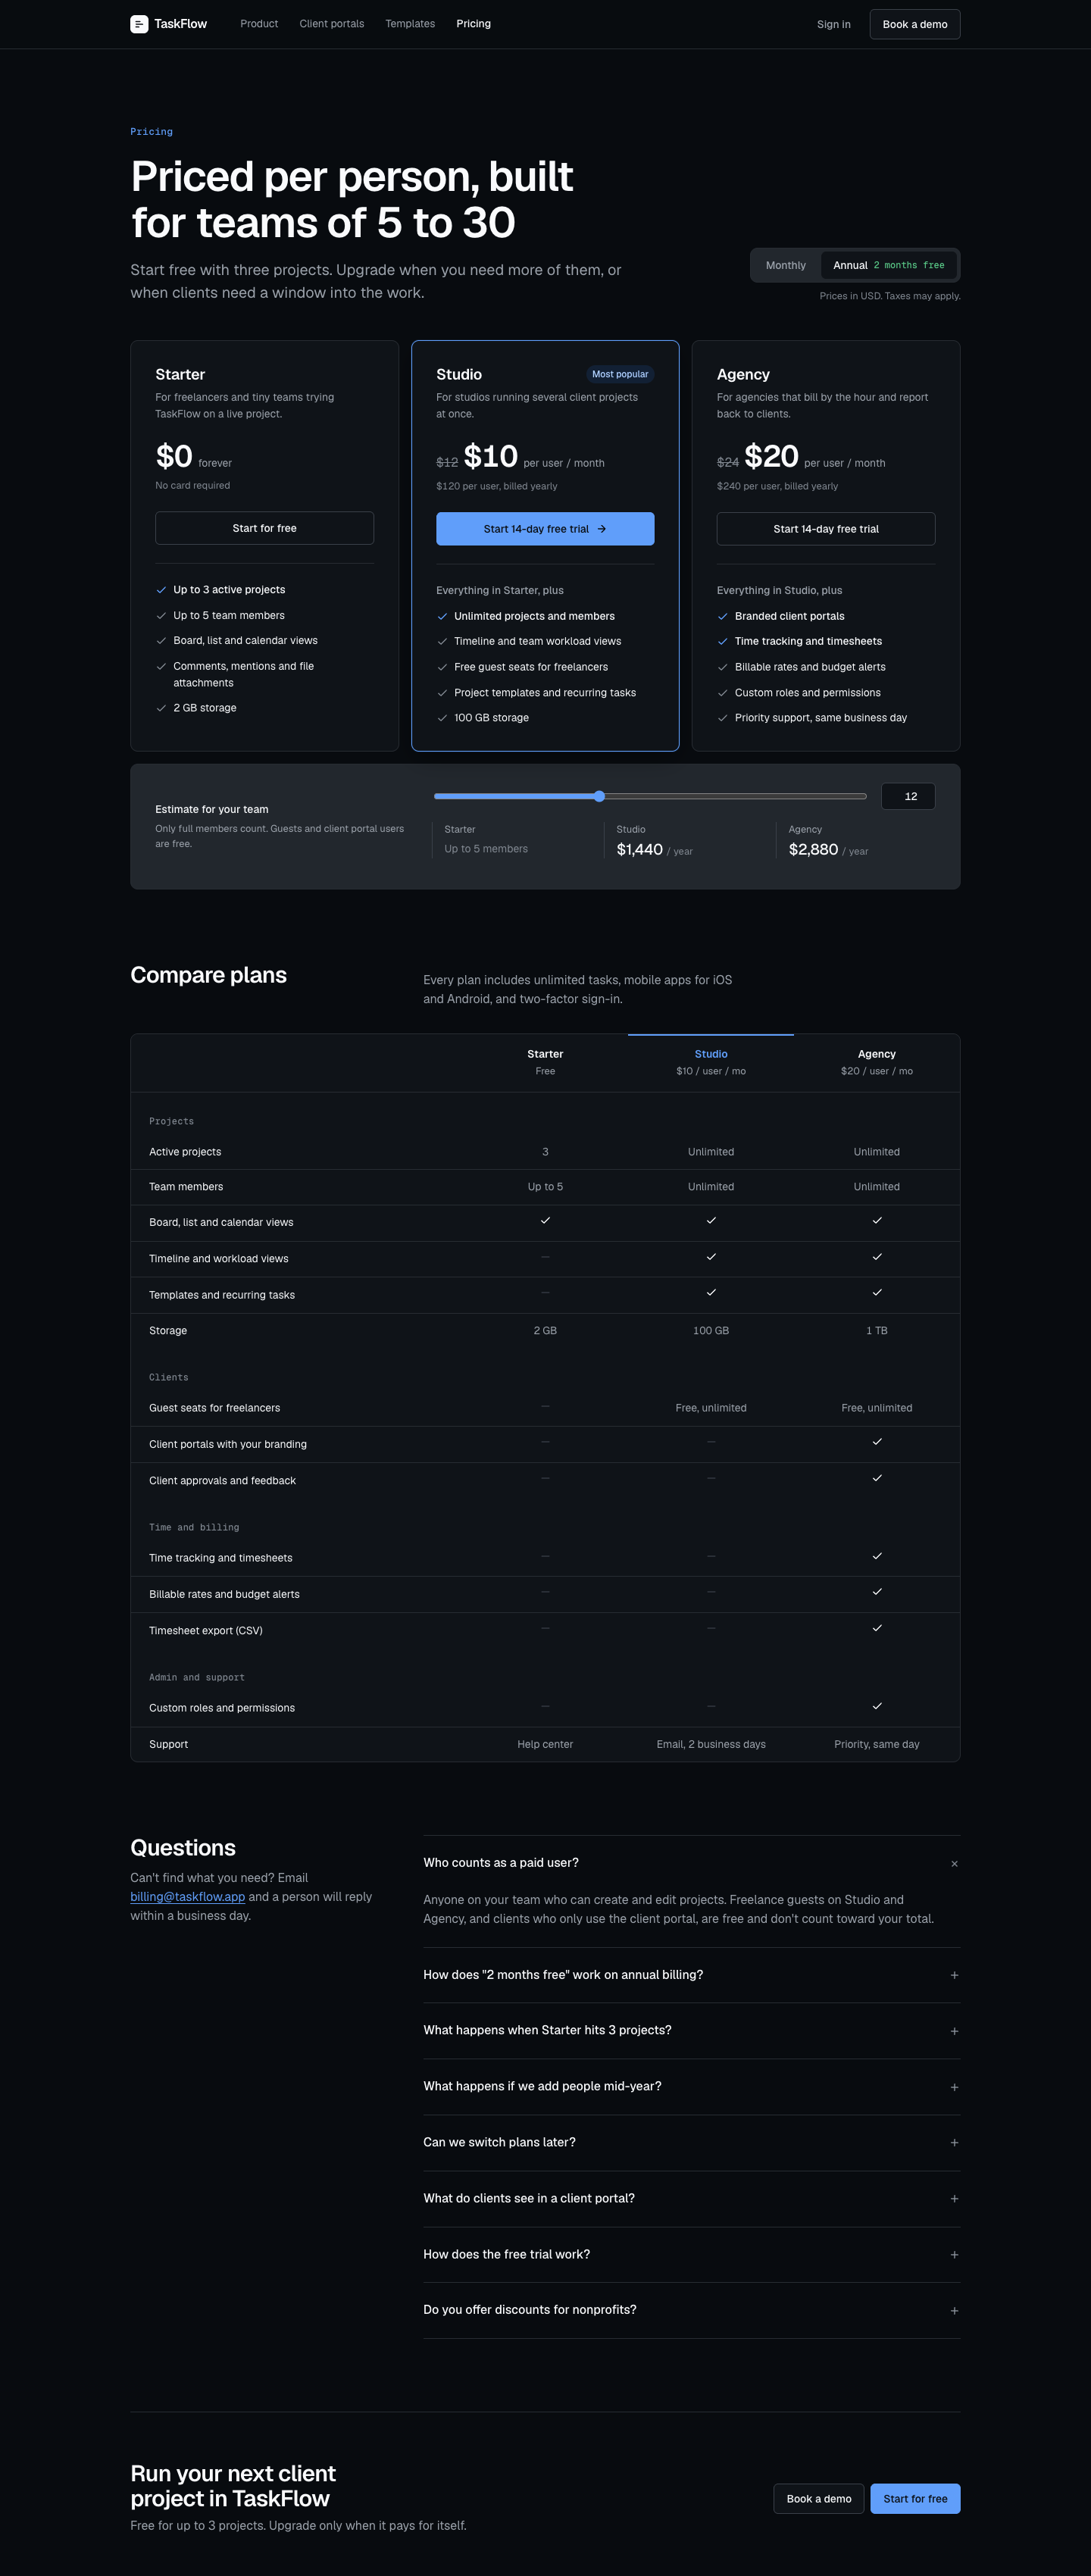 TaskFlow
Product
Client portals
Templates
Pricing
Sign in
Book a demo
Pricing
Priced per person, built
for teams of 5 to 30
Start free with three projects. Upgrade when you need more of them, or
when clients need a window into the work.
Monthly
Annual 2 months free
Prices in USD. Taxes may apply.
Starter
For freelancers and tiny teams trying
TaskFlow on a live project.
$0 forever
No card required
Start for free
Up to 3 active projects
Up to 5 team members
Board, list and calendar views
Comments, mentions and file
attachments
2 GB storage
Studio
Most popular
For studios running several client projects
at once.
$12 $10 per user / month
$120 per user, billed yearly
Start 14-day free trial →
Everything in Starter, plus
Unlimited projects and members
Timeline and team workload views
Free guest seats for freelancers
Project templates and recurring tasks
100 GB storage
Agency
For agencies that bill by the hour and report
back to clients.
$24 $20 per user / month
$240 per user, billed yearly
Start 14-day free trial
Everything in Studio, plus
Branded client portals
Time tracking and timesheets
Billable rates and budget alerts
Custom roles and permissions
Priority support, same business day
Estimate for your team
Only full members count. Guests and client portal users
are free.
12
Starter
Up to 5 members
Studio
$1,440 / year
Agency
$2,880 / year
Compare plans
Every plan includes unlimited tasks, mobile apps for iOS
and Android, and two-factor sign-in.
Starter Studio Agency
Free $10 / user / mo $20 / user / mo
Projects
Active projects 3 Unlimited Unlimited
Team members Up to 5 Unlimited Unlimited
Board, list and calendar views ✓ ✓ ✓
Timeline and workload views — ✓ ✓
Templates and recurring tasks — ✓ ✓
Storage 2 GB 100 GB 1 TB
Clients
Guest seats for freelancers — Free, unlimited Free, unlimited
Client portals with your branding — — ✓
Client approvals and feedback — — ✓
Time and billing
Time tracking and timesheets — — ✓
Billable rates and budget alerts — — ✓
Timesheet export (CSV) — — ✓
Admin and support
Custom roles and permissions — — ✓
Support Help center Email, 2 business days Priority, same day
Questions
Can't find what you need? Email
billing@taskflow.app and a person will reply
within a business day.
Who counts as a paid user?
Anyone on your team who can create and edit projects. Freelance guests on Studio and
Agency, and clients who only use the client portal, are free and don't count toward your total.
How does "2 months free" work on annual billing?
What happens when Starter hits 3 projects?
What happens if we add people mid-year?
Can we switch plans later?
What do clients see in a client portal?
How does the free trial work?
Do you offer discounts for nonprofits?
Run your next client
project in TaskFlow
Free for up to 3 projects. Upgrade only when it pays for itself.
Book a demo
Start for free